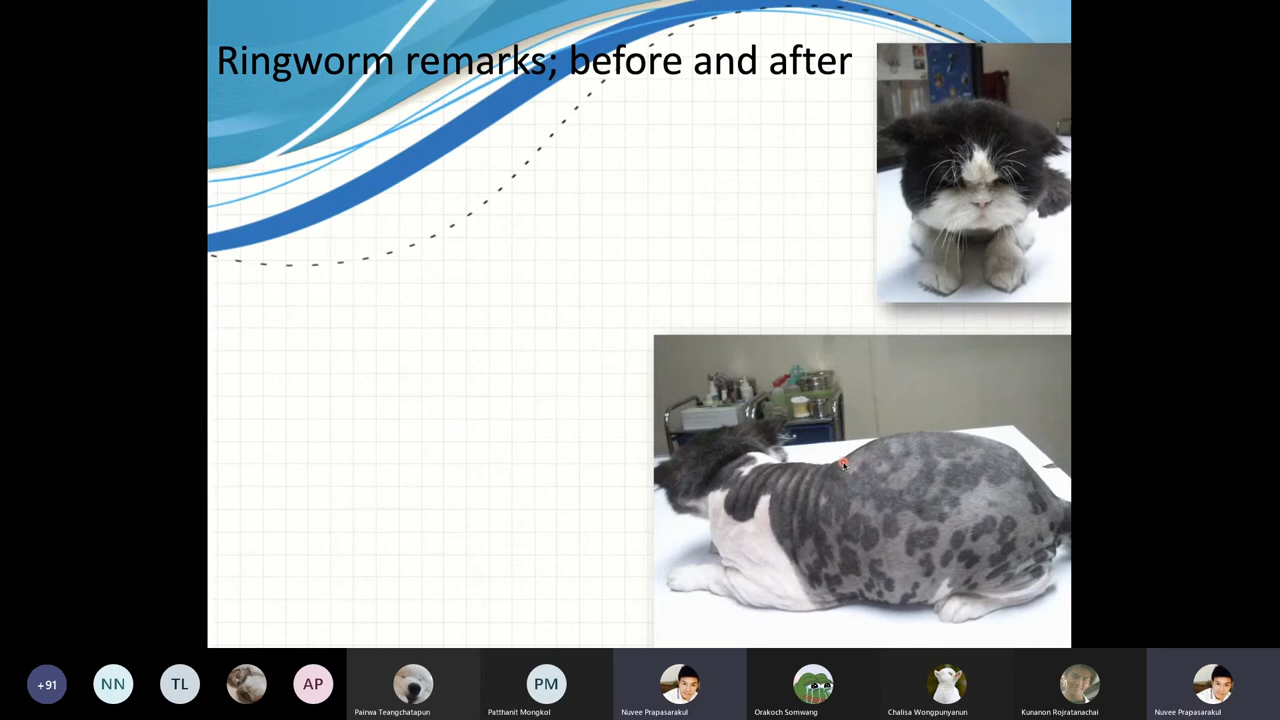 Ringworm remarks; before and after
+91
NN
TL
AP
PM
Pairwa Teangchatapun
Patthanit Mongkol
Nuvee Prapasarakul
Orakoch Somwang
Chalisa Wongpunyanun
Kunanon Rojratanachai
Nuvee Prapasarakul